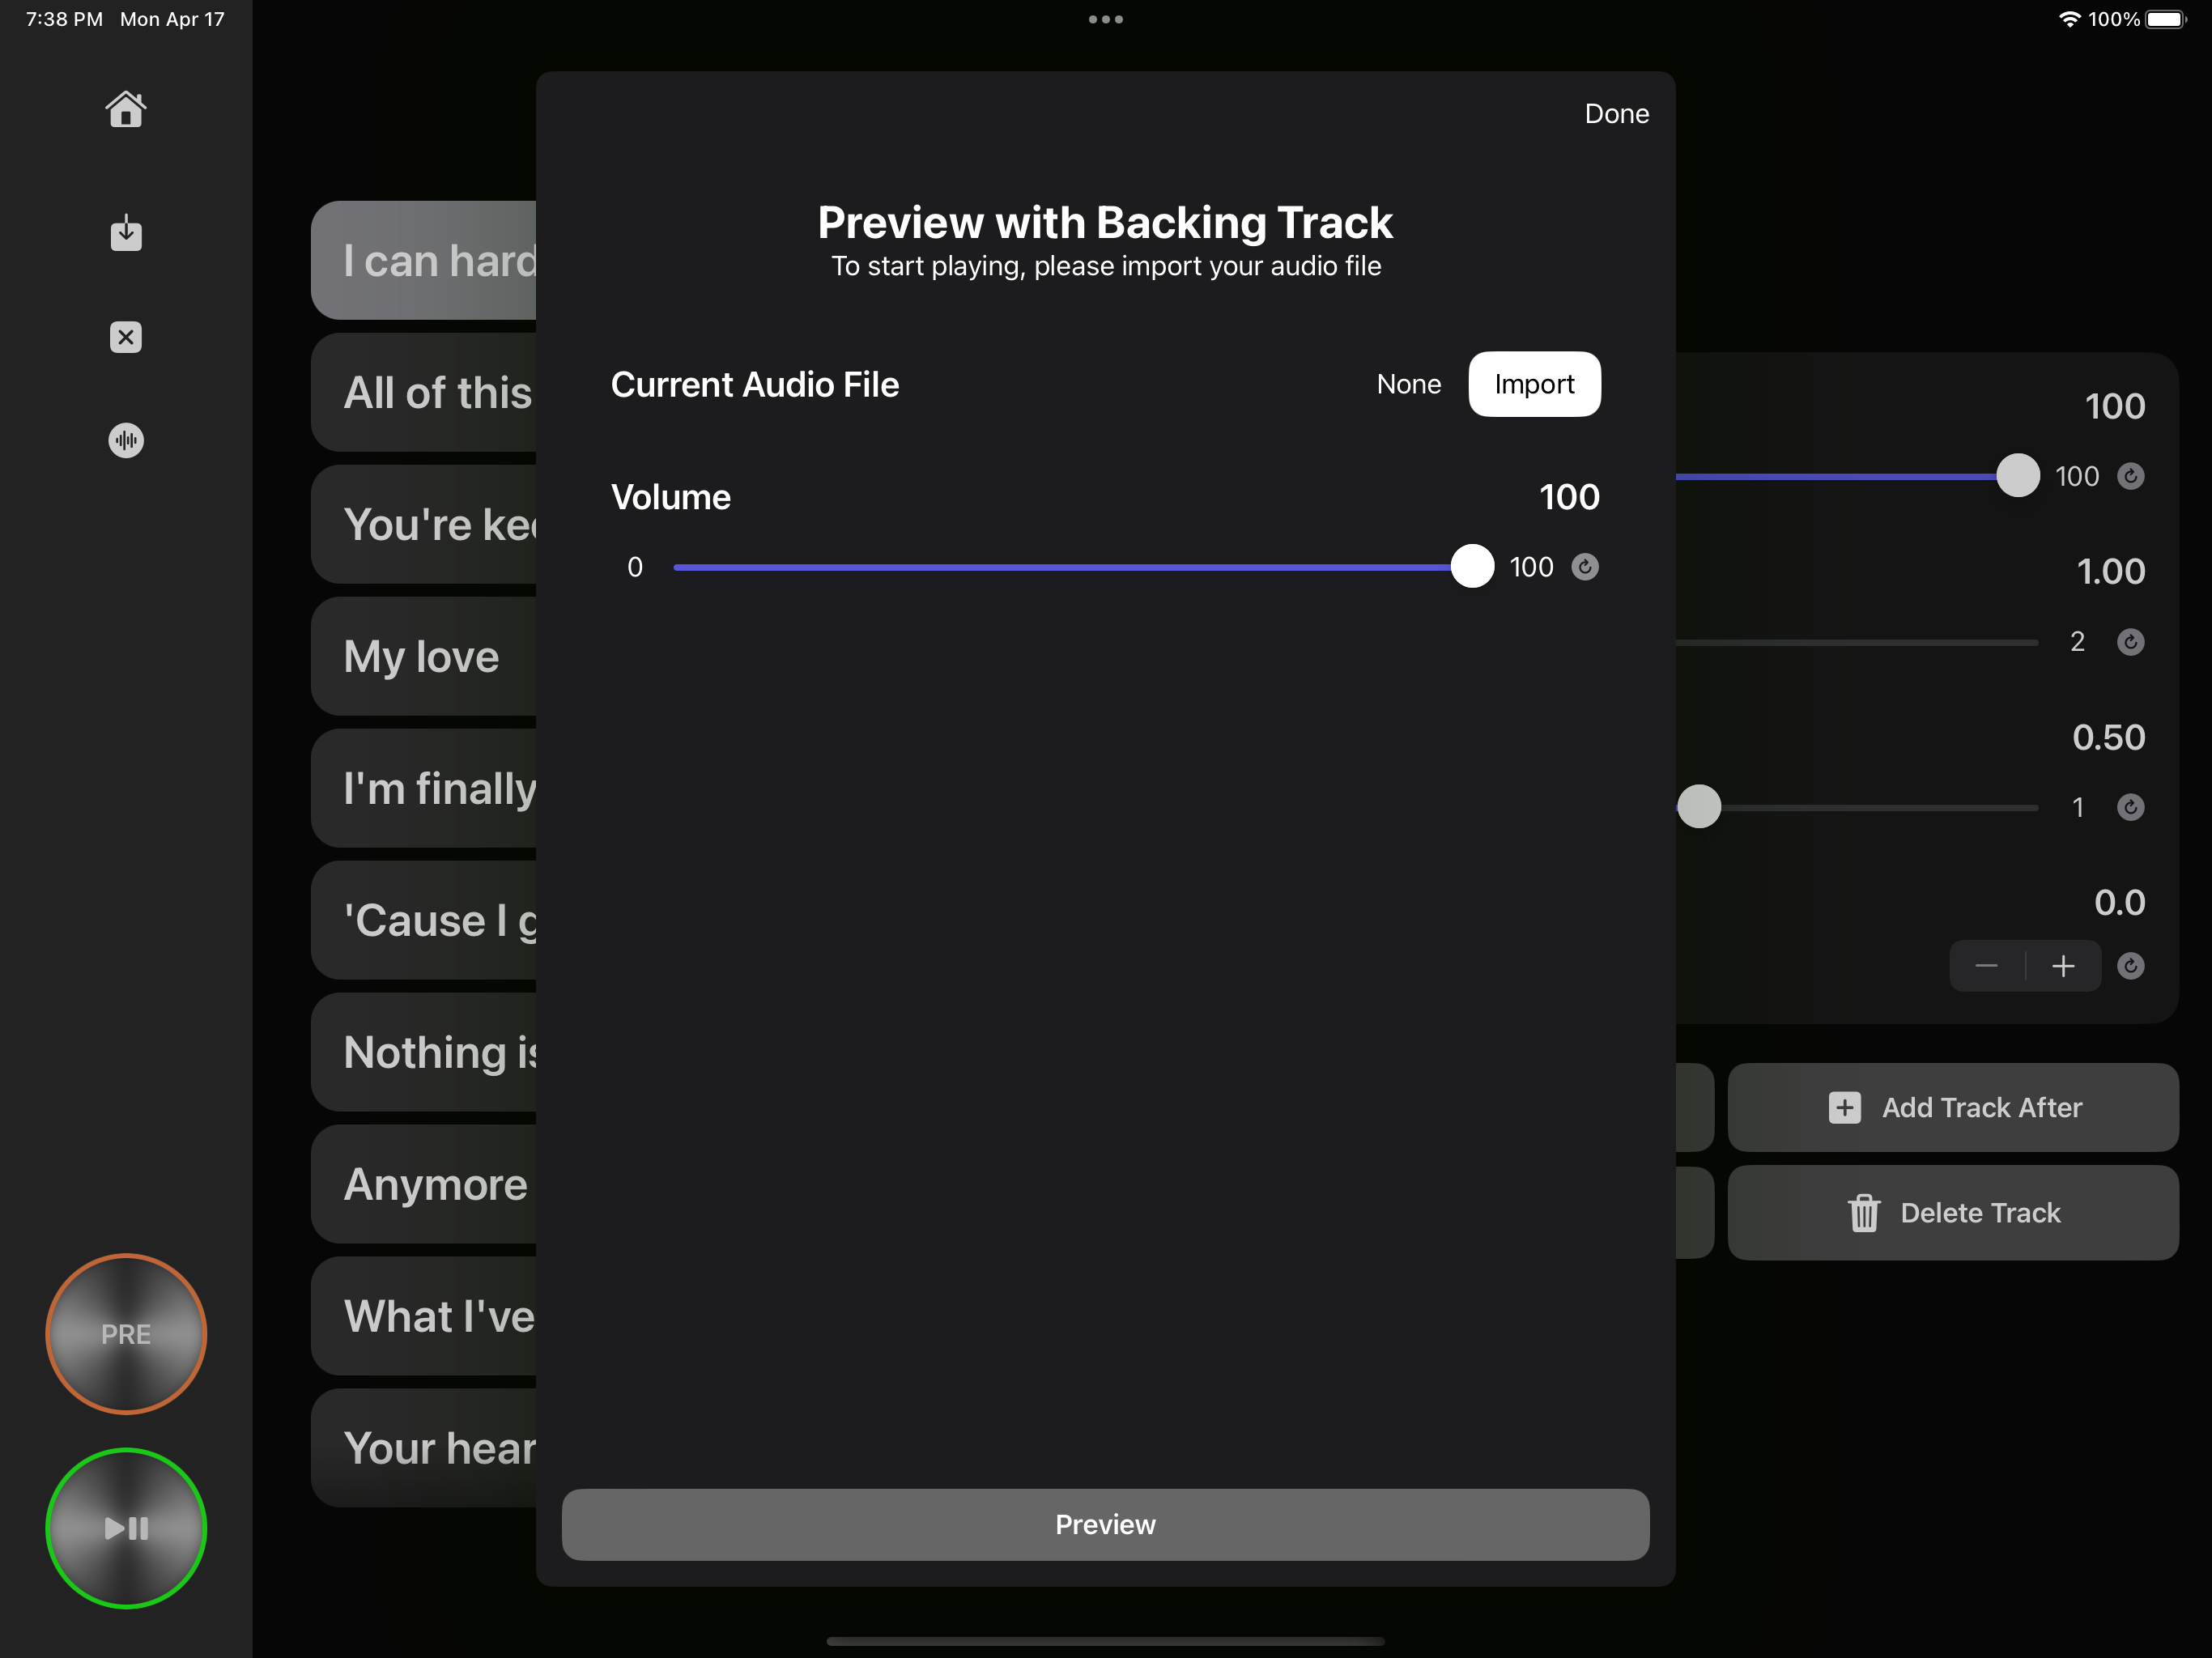 7:38 PM Mon Apr 17
100%
Done
Preview with Backing Track
To start playing, please import your audio file
Current Audio File None Import
Volume 100
0 100
Preview
I can hard
All of this
You're
My love
I'm finally
'Cause I
Nothing
Anymore
What I've
Your hear
100
100
1.00
2
0.50
1
0.0
Add Track After
Delete Track
PRE